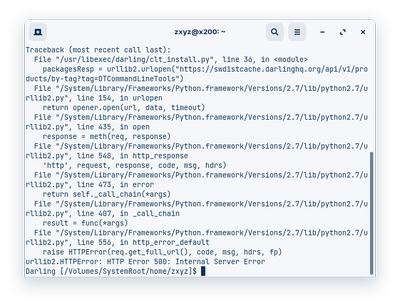 zxyz@x200: ~
Traceback (most recent call last):
  File "/usr/libexec/darling/clt_install.py", line 36, in <module>
    packagesResp = urllib2.urlopen("https://swdistcache.darlinghq.org/api/v1/pro
ducts/by-tag?tag=DTCommandLineTools")
  File "/System/Library/Frameworks/Python.framework/Versions/2.7/lib/python2.7/u
rllib2.py", line 154, in urlopen
    return opener.open(url, data, timeout)
  File "/System/Library/Frameworks/Python.framework/Versions/2.7/lib/python2.7/u
rllib2.py", line 435, in open
    response = meth(req, response)
  File "/System/Library/Frameworks/Python.framework/Versions/2.7/lib/python2.7/u
rllib2.py", line 548, in http_response
    'http', request, response, code, msg, hdrs)
  File "/System/Library/Frameworks/Python.framework/Versions/2.7/lib/python2.7/u
rllib2.py", line 473, in error
    return self._call_chain(*args)
  File "/System/Library/Frameworks/Python.framework/Versions/2.7/lib/python2.7/u
rllib2.py", line 407, in _call_chain
    result = func(*args)
  File "/System/Library/Frameworks/Python.framework/Versions/2.7/lib/python2.7/u
rllib2.py", line 556, in http_error_default
    raise HTTPError(req.get_full_url(), code, msg, hdrs, fp)
urllib2.HTTPError: HTTP Error 500: Internal Server Error
Darling [/Volumes/SystemRoot/home/zxyz]$